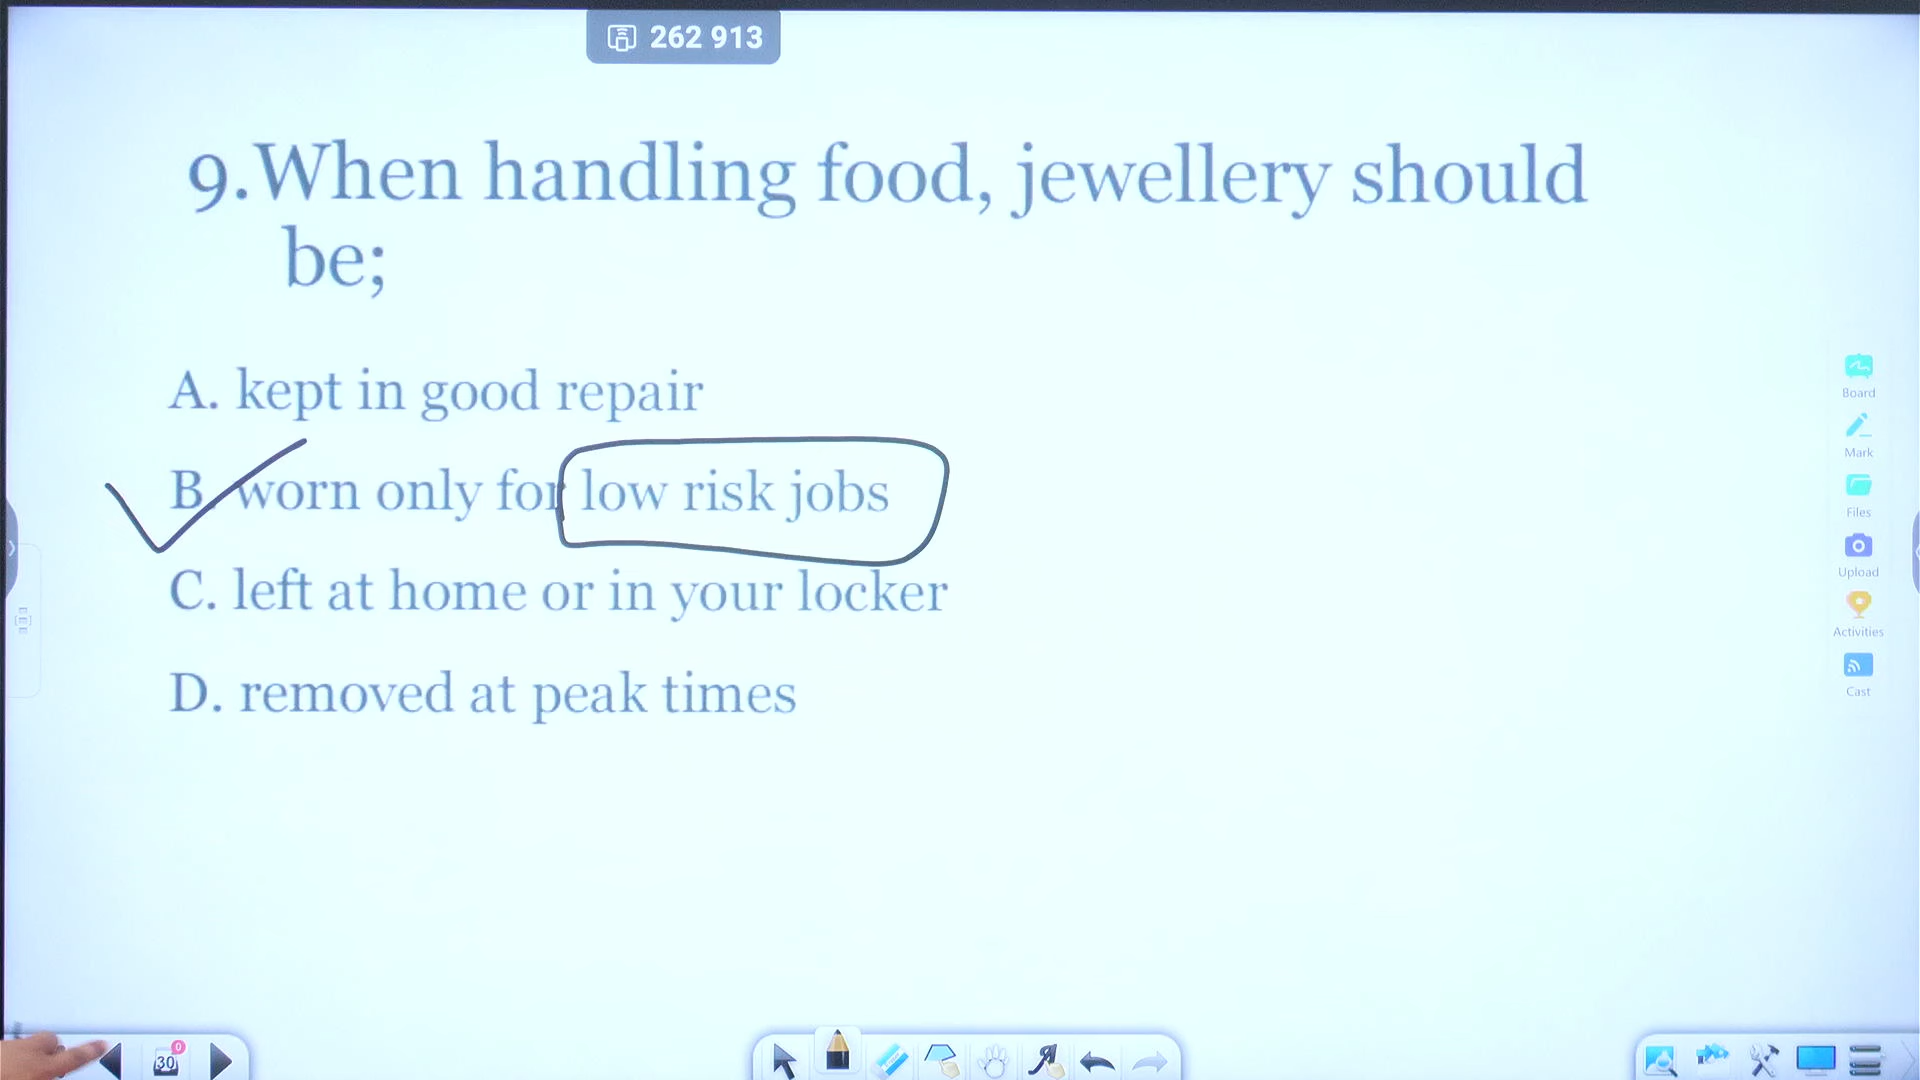 262 913
9.When handling food, jewellery should
be;
A. kept in good repair
B. worn only for low risk jobs
C. left at home or in your locker
D. removed at peak times
Board
Mark
Files
Upload
Activities
Cast
30
0